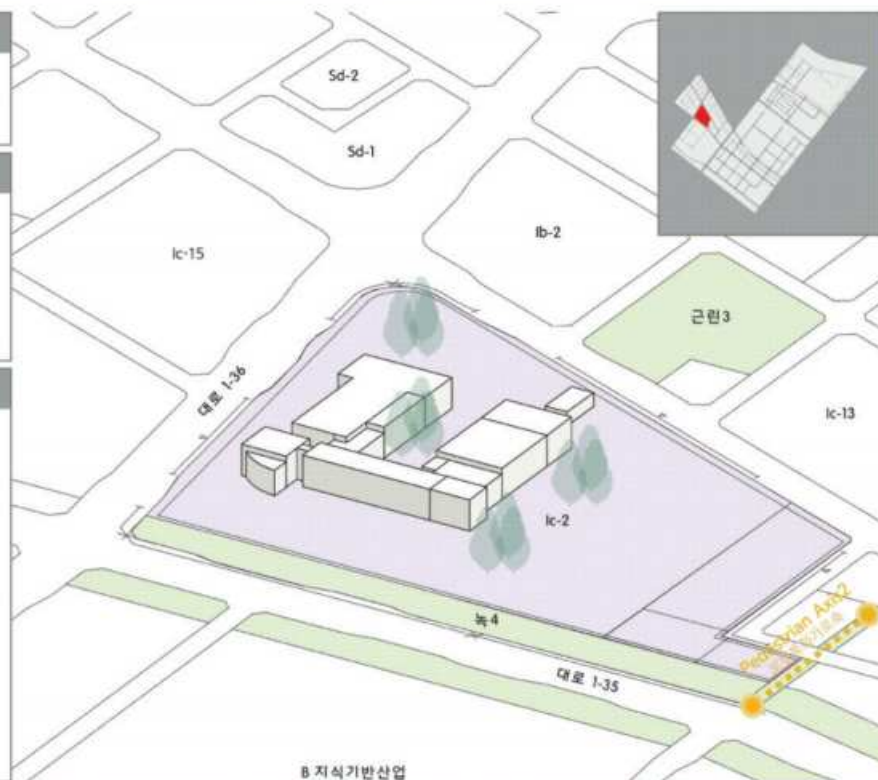 Sd-2
Sd-1
Ic-15
Ib-2
근린3
대로 1-36
Ic-13
Ic-2
녹4
Pedestrian Axis2
대로 1-35
B 지식기반산업